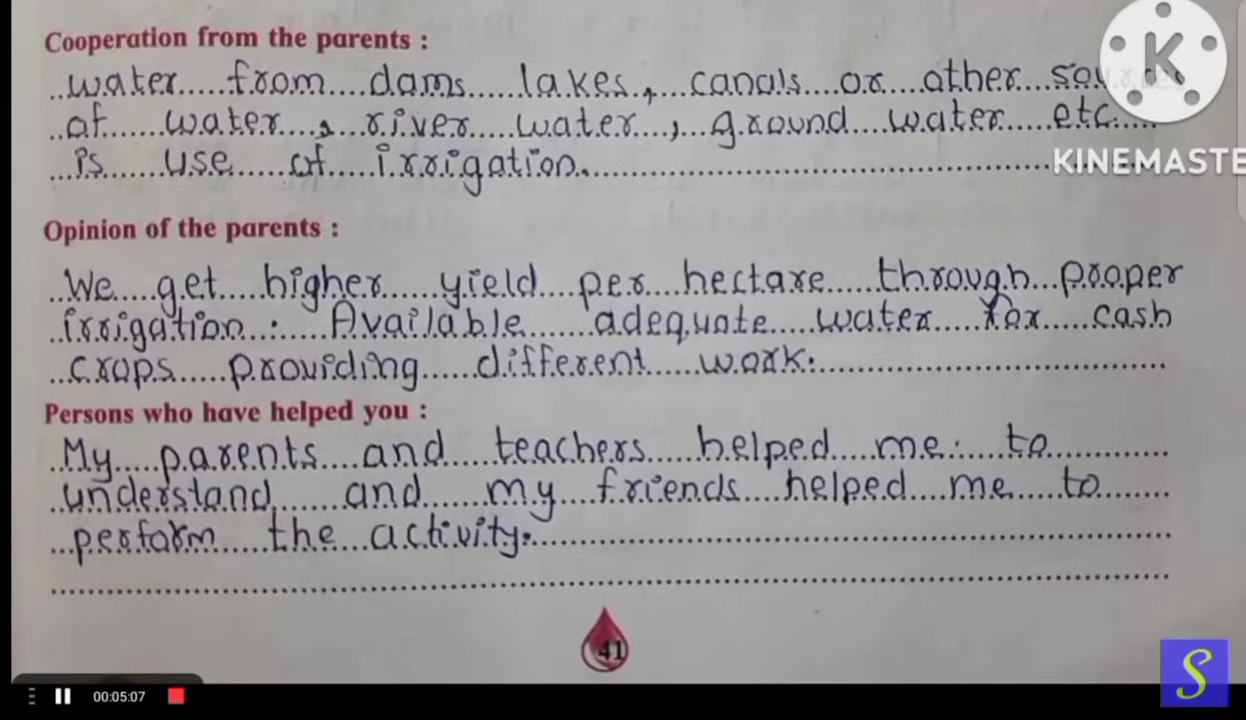 Cooperation from the parents :
water from dams lakes, canals or other sources
of water, river water, ground water etc.
is use of irrigation.
KINEMASTE
Opinion of the parents :
We get higher yield per hectare through proper
irrigation. Available adequate water for cash
crops providing different work.
Persons who have helped you :
My parents and teachers helped me. to
understand, and my friends helped me to
perform the activity.
41
00:05:07
S